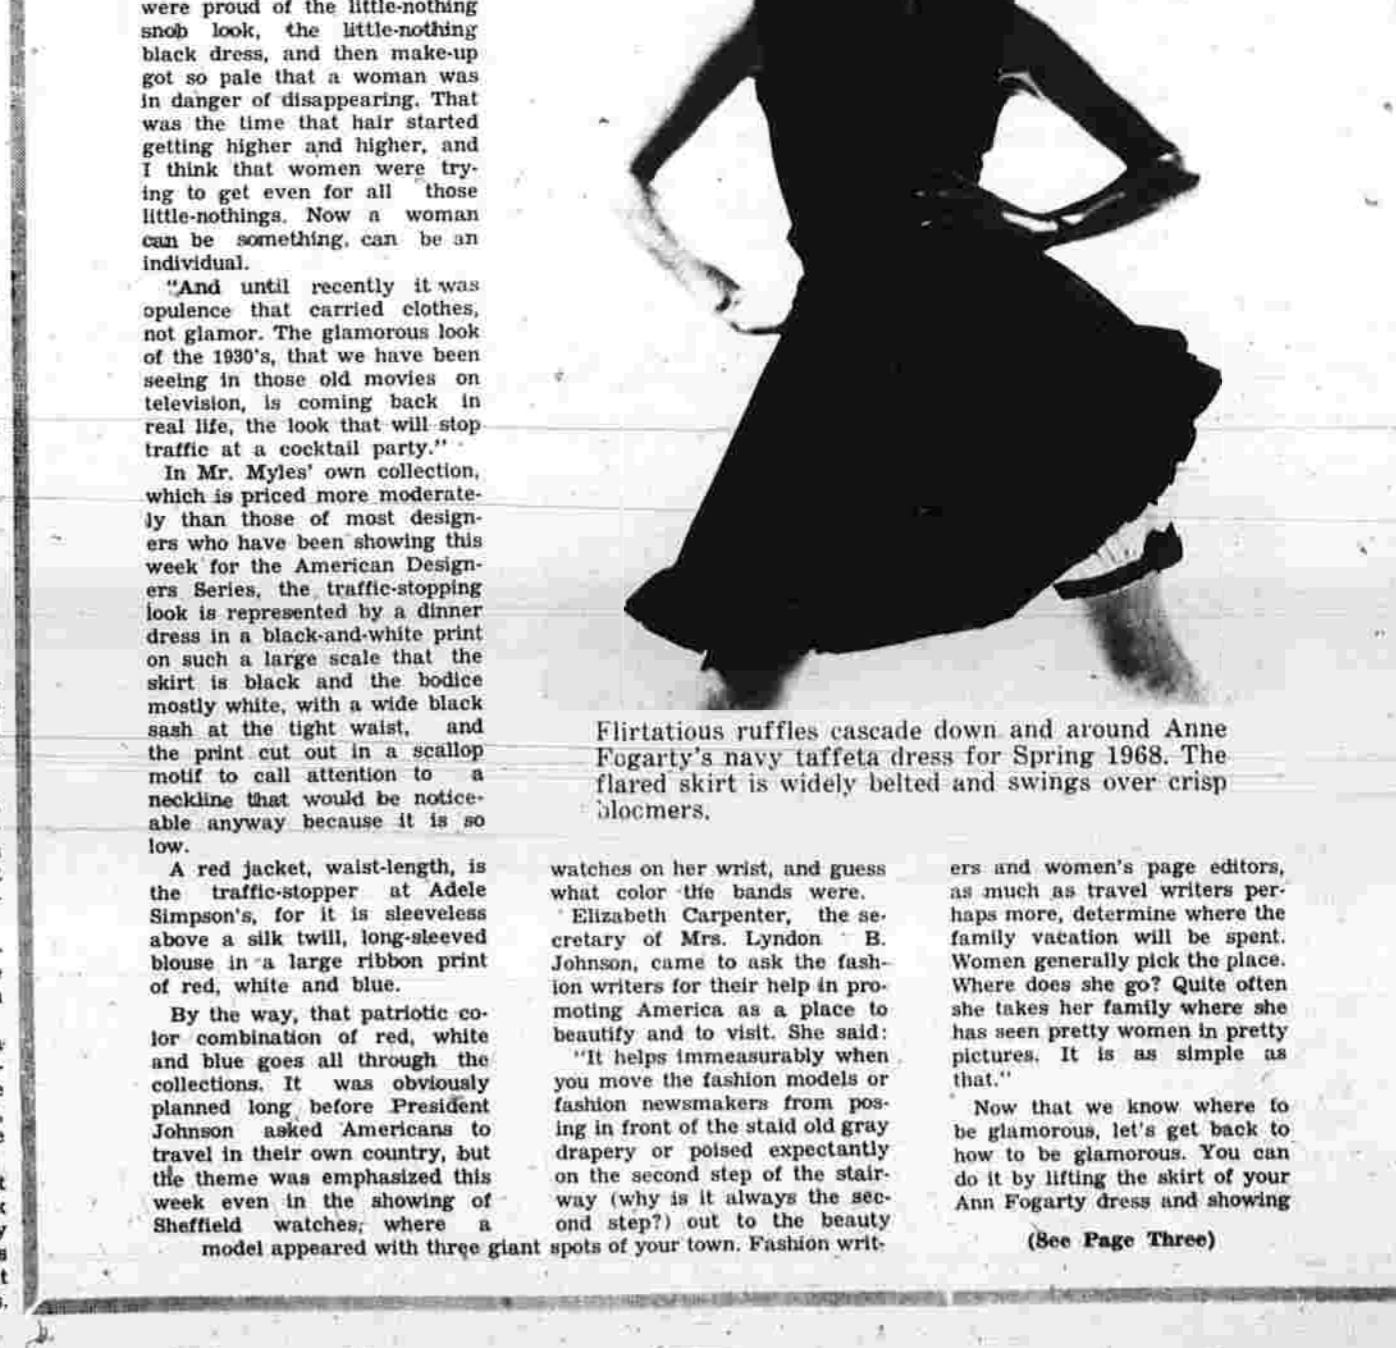 were proud of the little-nothing
snob look, the little-nothing
black dress, and then make-up
got so pale that a woman was
in danger of disappearing. That
was the time that hair started
getting higher and higher, and
I think that women were try-
ing to get even for all those
little-nothings. Now a woman
can be something, can be an
individual.
"And until recently it was
opulence that carried clothes,
not glamor. The glamorous look
of the 1930's, that we have been
seeing in those old movies on
television, is coming back in
real life, the look that will stop
traffic at a cocktail party."
In Mr. Myles' own collection,
which is priced more moderate-
ly than those of most design-
ers who have been showing this
week for the American Design-
ers Series, the traffic-stopping
look is represented by a dinner
dress in a black-and-white print
on such a large scale that the
skirt is black and the bodice
mostly white, with a wide black
sash at the tight waist, and
the print cut out in a scallop
motif to call attention to a
neckline that would be notice-
able anyway because it is so
low.
A red jacket, waist-length, is
the traffic-stopper at Adele
Simpson's, for it is sleeveless
above a silk twill, long-sleeved
blouse in a large ribbon print
of red, white and blue.
By the way, that patriotic co-
lor combination of red, white
and blue goes all through the
collections. It was obviously
planned long before President
Johnson asked Americans to
travel in their own country, but
the theme was emphasized this
week even in the showing of
Sheffield watches, where a
model appeared with three giant
Flirtatious ruffles cascade down and around Anne
Fogarty's navy taffeta dress for Spring 1968. The
flared skirt is widely belted and swings over crisp
bloomers.
watches on her wrist, and guess
what color the bands were.
Elizabeth Carpenter, the se-
cretary of Mrs. Lyndon B.
Johnson, came to ask the fash-
ion writers for their help in pro-
moting America as a place to
beautify and to visit. She said:
"It helps immeasurably when
you move the fashion models or
fashion newsmakers from pos-
ing in front of the staid old gray
drapery or poised expectantly
on the second step of the stair-
way (why is it always the sec-
ond step?) out to the beauty
spots of your town. Fashion writ-
ers and women's page editors,
as much as travel writers per-
haps more, determine where the
family vacation will be spent.
Women generally pick the place.
Where does she go? Quite often
she takes her family where she
has seen pretty women in pretty
pictures. It is as simple as
that."
Now that we know where to
be glamorous, let's get back to
how to be glamorous. You can
do it by lifting the skirt of your
Ann Fogarty dress and showing
(See Page Three)